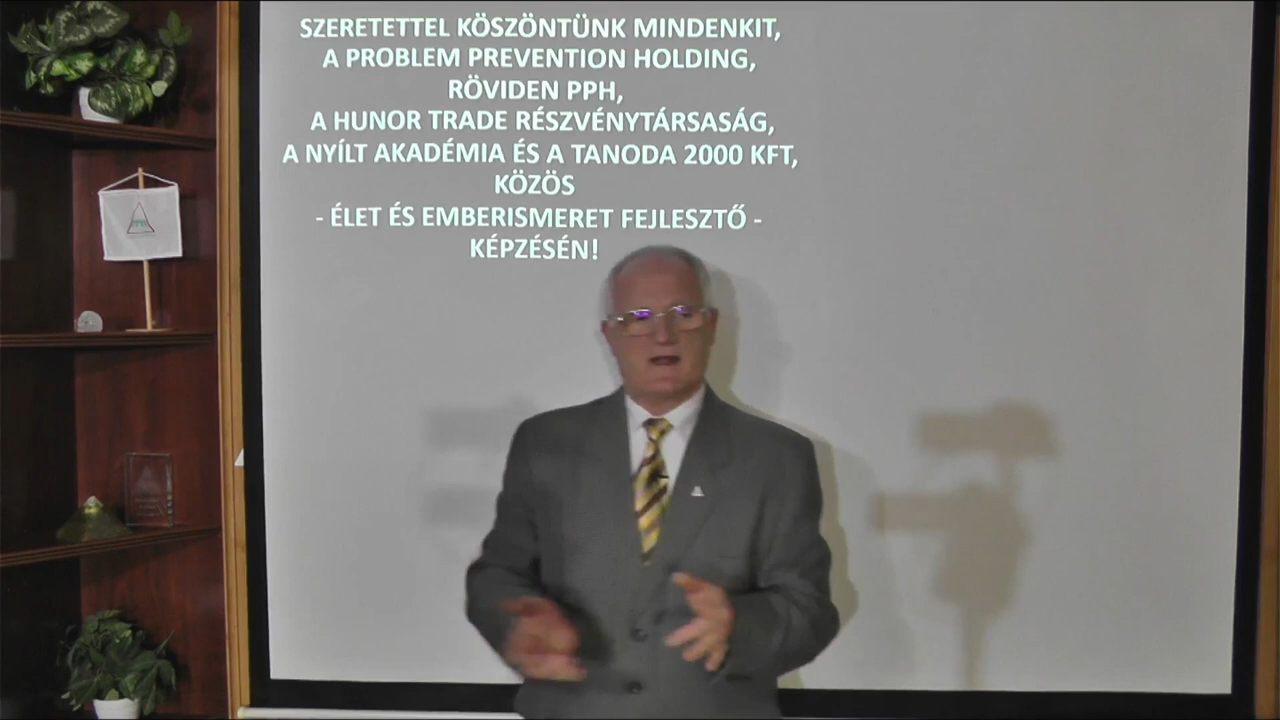 SZERETETTEL KÖSZÖNTÜNK MINDENKIT,
A PROBLEM PREVENTION HOLDING,
RÖVIDEN PPH,
A HUNOR TRADE RÉSZVÉNYTÁRSASÁG,
A NYÍLT AKADÉMIA ÉS A TANODA 2000 KFT,
KÖZÖS
- ÉLET ÉS EMBERISMERET FEJLESZTŐ -
KÉPZÉSÉN!